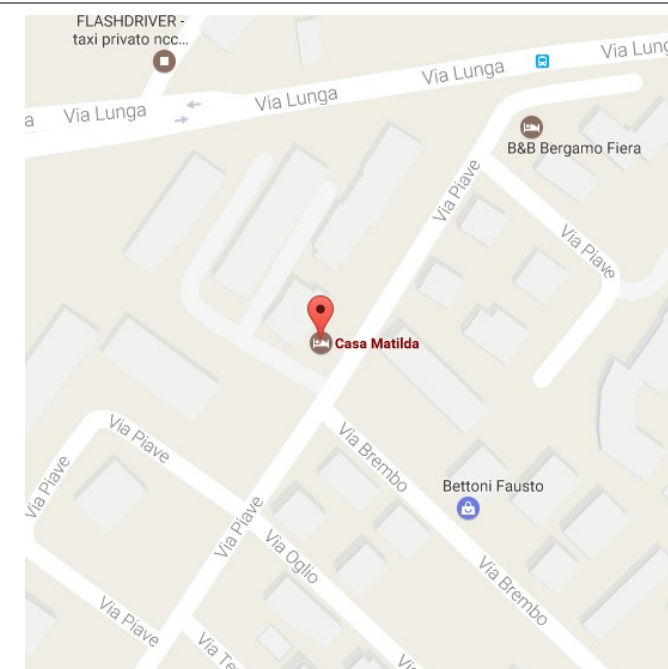 FLASHDRIVER -
taxi privato ncc...
Via Lunga
Via Lunga
Via Lunga
Via Lunga
B&B Bergamo Fiera
Via Piave
Via Piave
Casa Matilda
Via Piave
Via Brembo
Via Piave
Bettoni Fausto
Via Piave
Via Oglio
Via Brembo
Via Piave